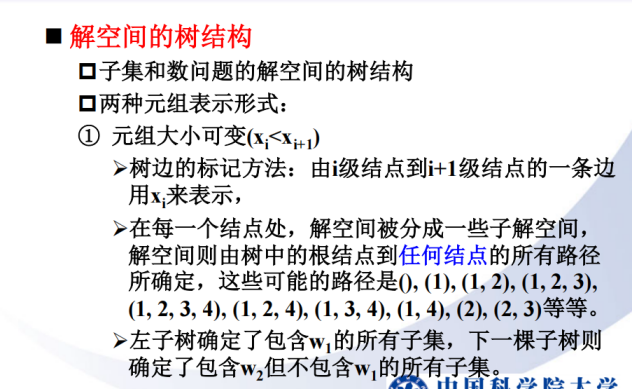 ■ 解空间的树结构
子集和数问题的解空间的树结构
两种元组表示形式：
① 元组大小可变(xi<xi+1)
➢树边的标记方法：由i级结点到i+1级结点的一条边
用xi来表示，
➢在每一个结点处，解空间被分成一些子解空间，
解空间则由树中的根结点到任何结点的所有路径
所确定，这些可能的路径是(), (1), (1, 2), (1, 2, 3),
(1, 2, 3, 4), (1, 2, 4), (1, 3, 4), (1, 4), (2), (2, 3)等等。
➢左子树确定了包含w1的所有子集，下一棵子树则
确定了包含w2但不包含w1的所有子集。
中国科学院大学